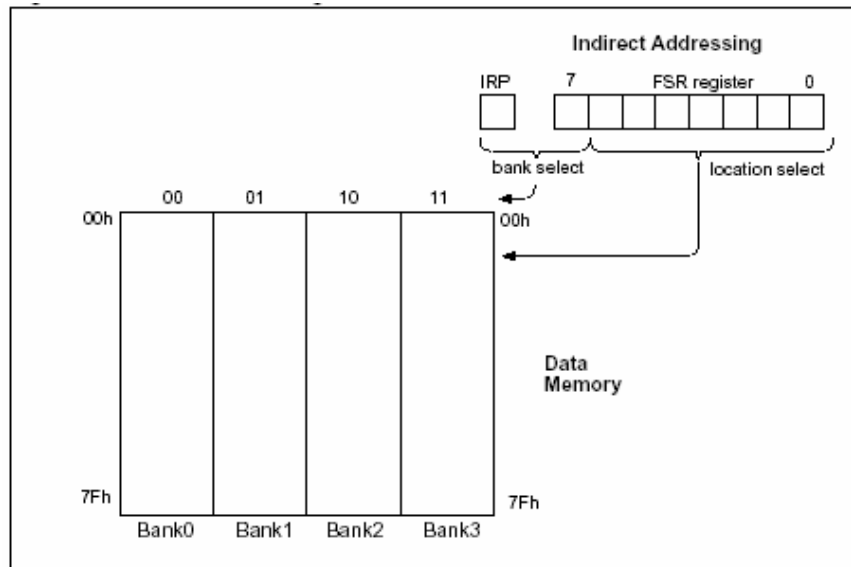 Indirect Addressing
IRP 7 FSR register 0
bank select location select
00 01 10 11
00h 00h
Data
Memory
7Fh 7Fh
Bank0 Bank1 Bank2 Bank3